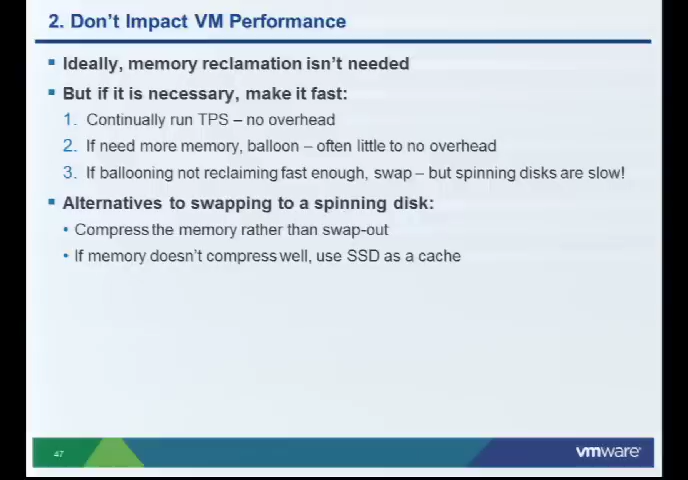 2. Don't Impact VM Performance
Ideally, memory reclamation isn't needed
But if it is necessary, make it fast:
1. Continually run TPS – no overhead
2. If need more memory, balloon – often little to no overhead
3. If ballooning not reclaiming fast enough, swap – but spinning disks are slow!
Alternatives to swapping to a spinning disk:
• Compress the memory rather than swap-out
• If memory doesn't compress well, use SSD as a cache
47
vmware